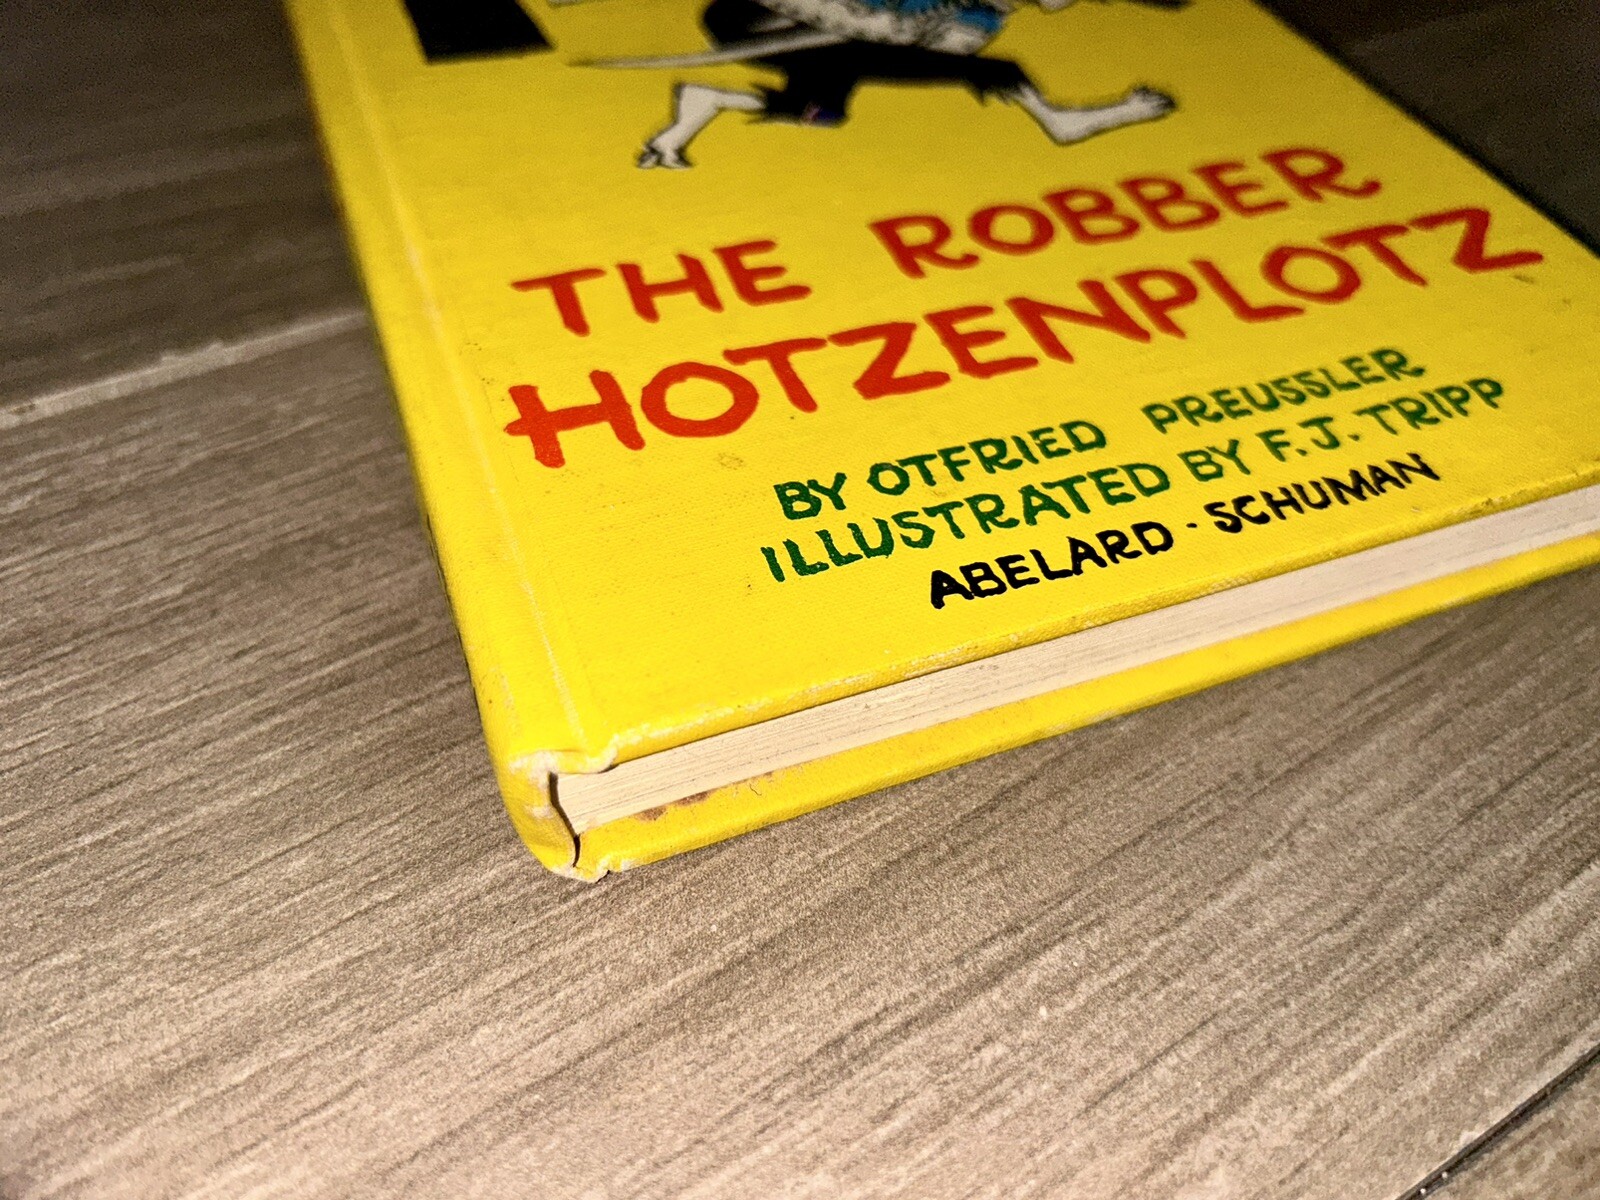 THE ROBBER
HOTZENPLOTZ
BY OTFRIED PREUSSLER
ILLUSTRATED BY F.J. TRIPP
ABELARD · SCHUMAN